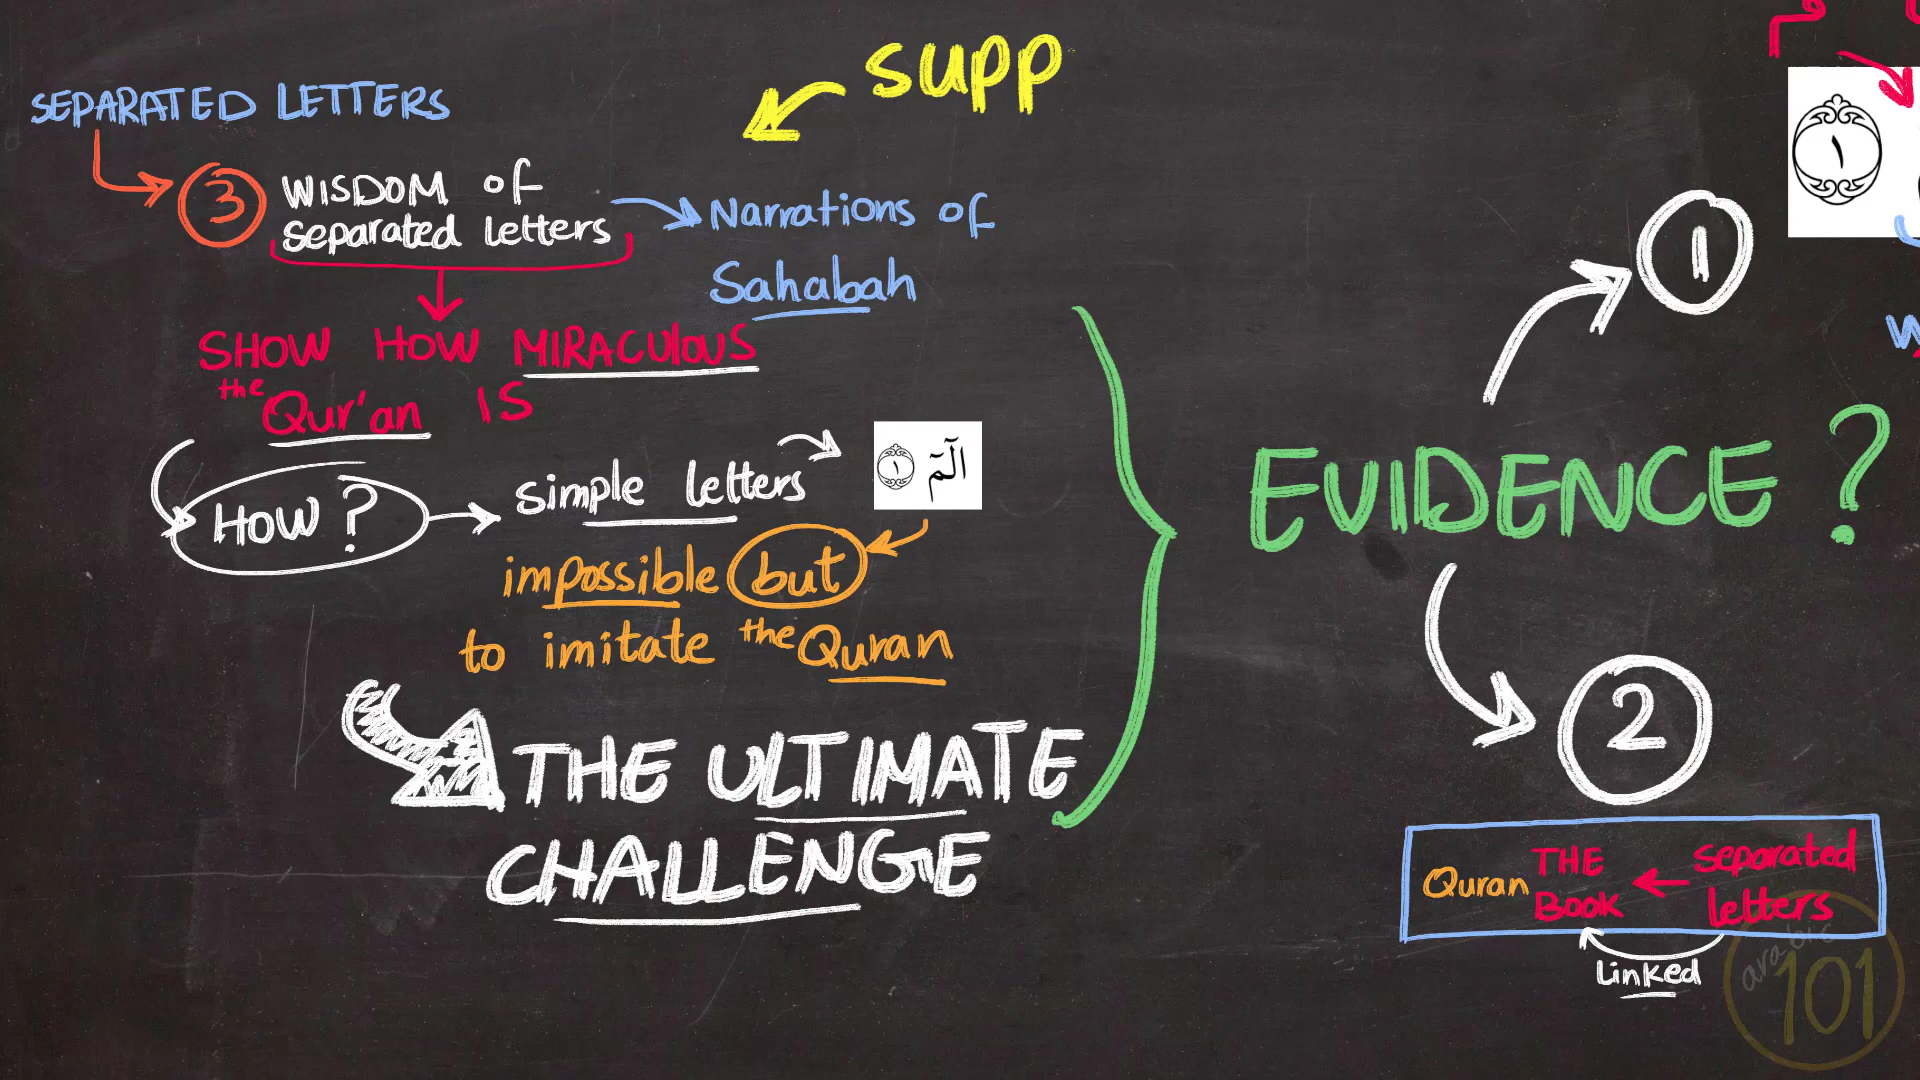 supp
SEPARATED LETTERS
3 WISDOM of
separated letters
Narrations of
Sahabah
SHOW HOW MIRACULOUS
the Qur'an IS
HOW?
simple letters
الٓمٓ ١
impossible but
to imitate the Quran
THE ULTIMATE
CHALLENGE
EVIDENCE ?
1
١
2
Quran THE BOOK
separated letters
Linked
arabic
101